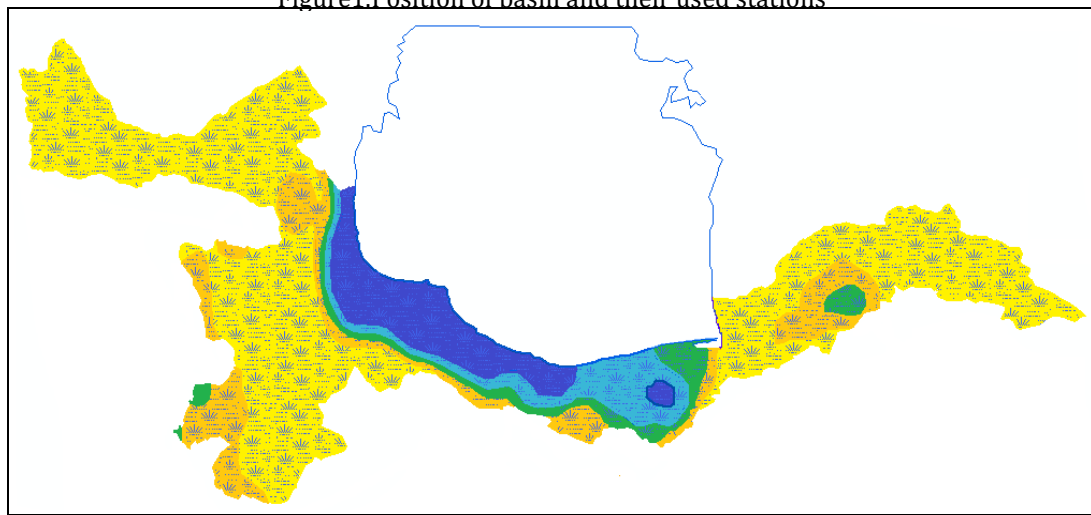 Figure1.Position of basin and their used stations